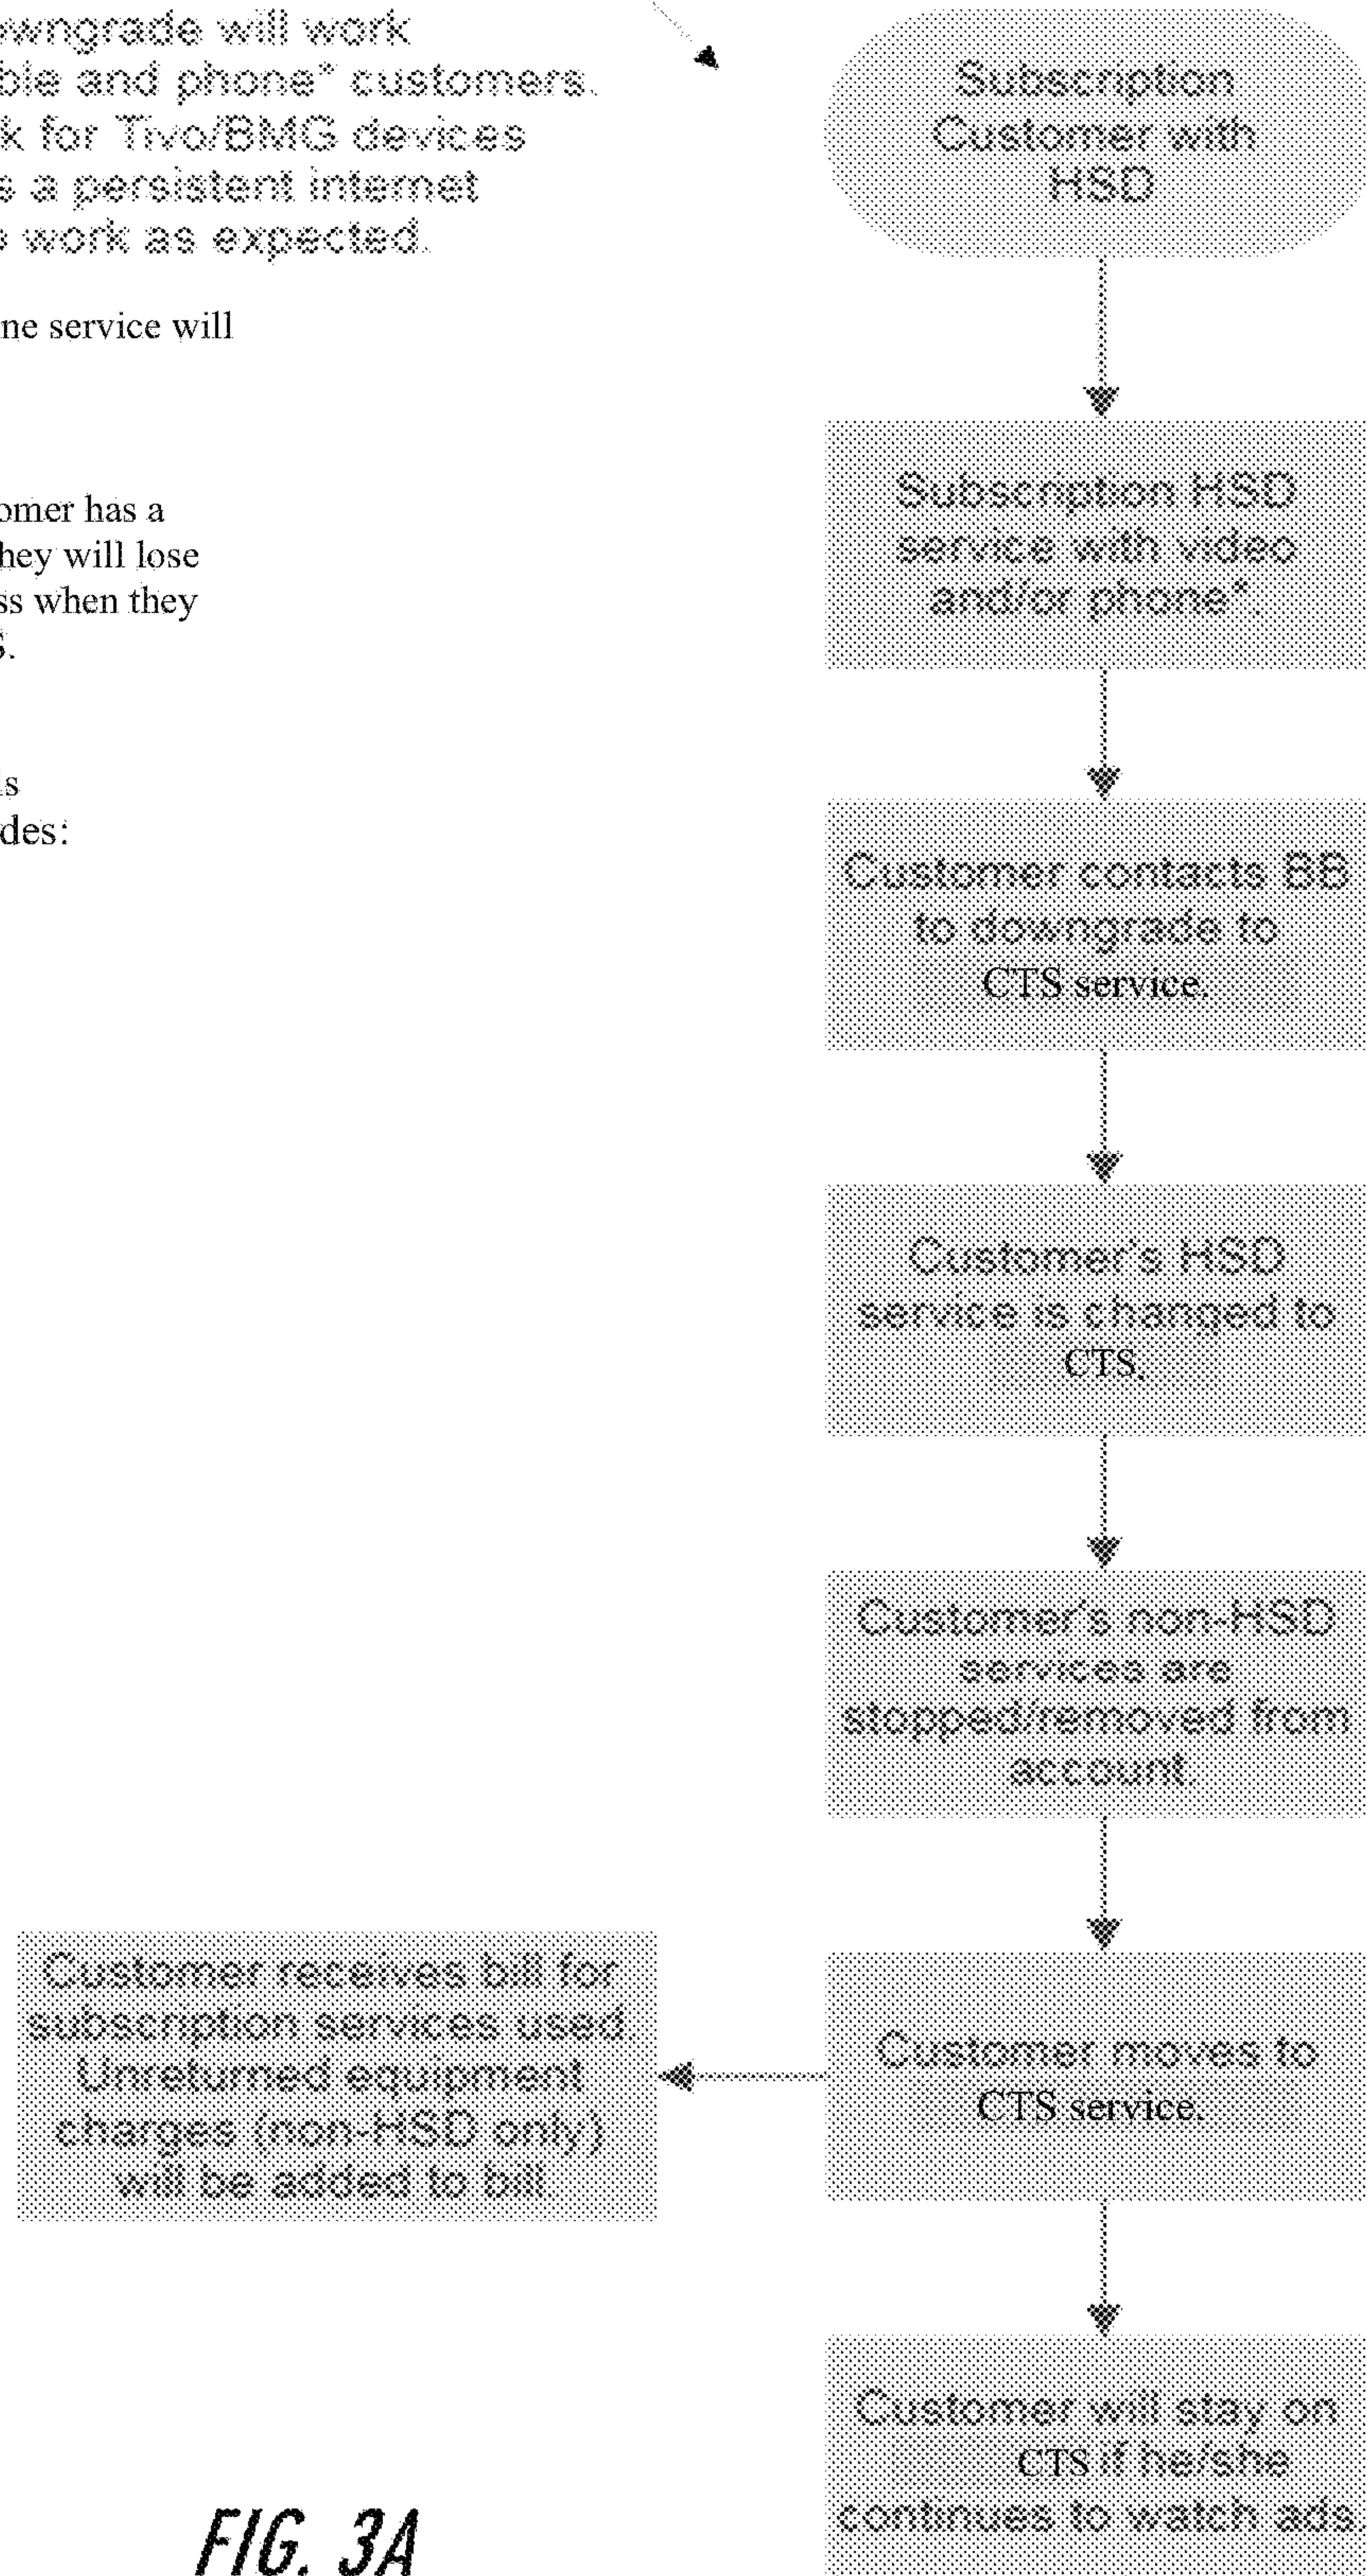 wngrade will work
ble and phone* customers.
k for Tivo/BMG devices
s a persistent internet
work as expected.
ne service will
omer has a
hey will lose
ss when they
S.
ls
des:
Subscription
Customer with
HSD
Subscription HSD
service with video
and/or phone*.
Customer contacts BB
to downgrade to
CTS service.
Customer's HSD
service is changed to
CTS.
Customer's non-HSD
services are
stopped/removed from
account.
Customer moves to
CTS service.
Customer receives bill for
subscription services used.
Unreturned equipment
charges (non-HSD only)
will be added to bill.
Customer will stay on
CTS if he/she
continues to watch ads
FIG. 3A